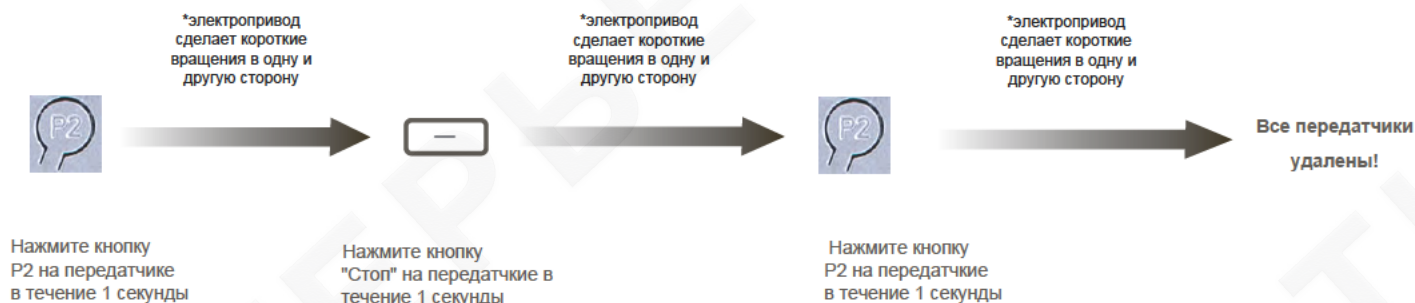 *электропривод
сделает короткие
вращения в одну и
другую сторону
*электропривод
сделает короткие
вращения в одну и
другую сторону
*электропривод
сделает короткие
вращения в одну и
другую сторону
P2
P2
Все передатчики
удалены!
Нажмите кнопку
P2 на передатчике
в течение 1 секунды
Нажмите кнопку
"Стоп" на передатчкие в
течение 1 секунды
Нажмите кнопку
P2 на передатчкие
в течение 1 секунды